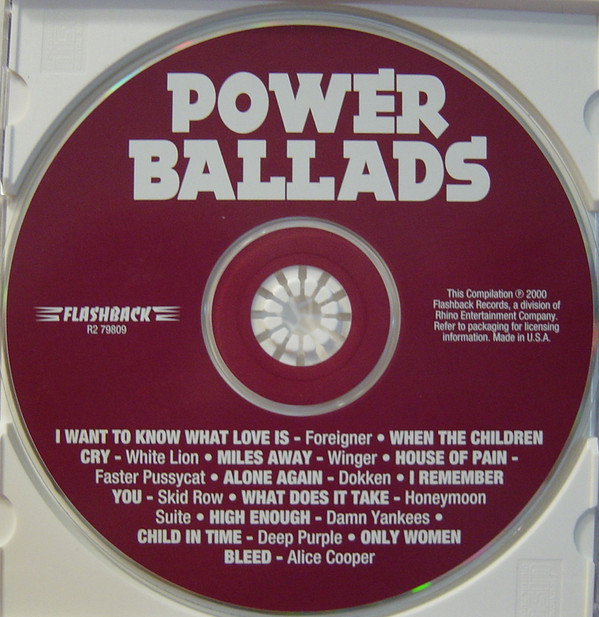 POWER
BALLADS
FLASHBACK
R2 79809
This Compilation ℗ 2000
Flashback Records, a division of
Rhino Entertainment Company.
Refer to packaging for licensing
information. Made in U.S.A.
I WANT TO KNOW WHAT LOVE IS - Foreigner • WHEN THE CHILDREN
CRY - White Lion • MILES AWAY - Winger • HOUSE OF PAIN -
Faster Pussycat • ALONE AGAIN - Dokken • I REMEMBER
YOU - Skid Row • WHAT DOES IT TAKE - Honeymoon
Suite • HIGH ENOUGH - Damn Yankees •
CHILD IN TIME - Deep Purple • ONLY WOMEN
BLEED - Alice Cooper